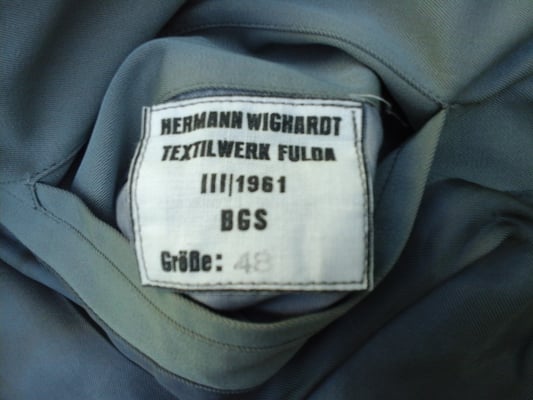 HERMANN WIGHARDT
TEXTILWERK FULDA
III|1961
BGS
Größe: 48